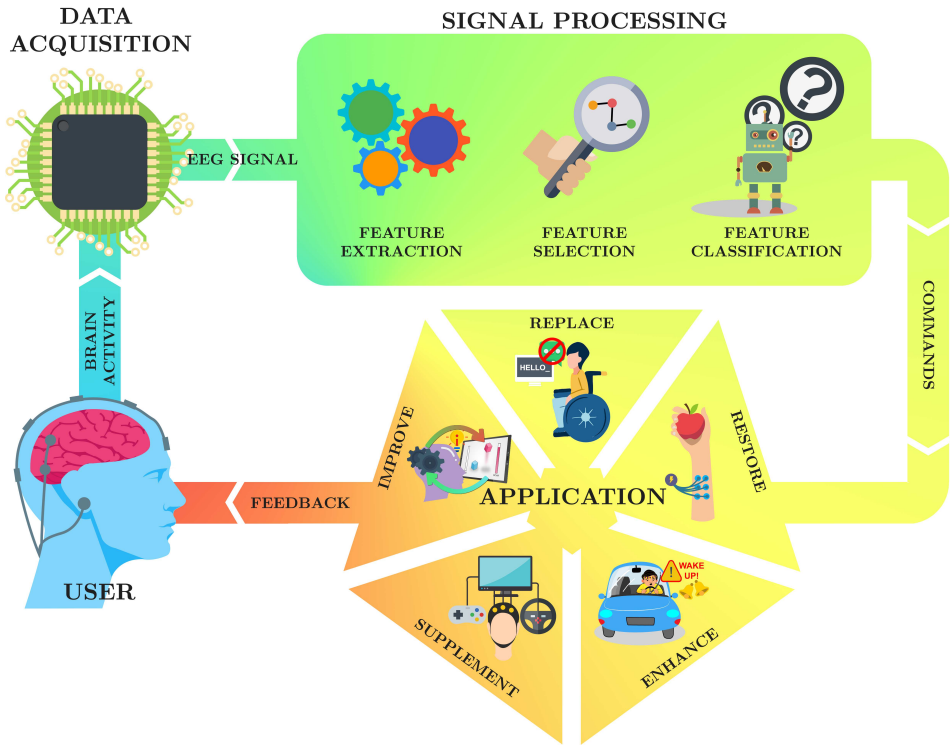 DATA
ACQUISITION
SIGNAL PROCESSING
EEG SIGNAL
FEATURE
EXTRACTION
FEATURE
SELECTION
FEATURE
CLASSIFICATION
?
?
?
COMMANDS
BRAIN
ACTIVITY
REPLACE
HELLO_
IMPROVE
RESTORE
APPLICATION
FEEDBACK
USER
SUPPLEMENT
!
WAKE
UP!
ENHANCE